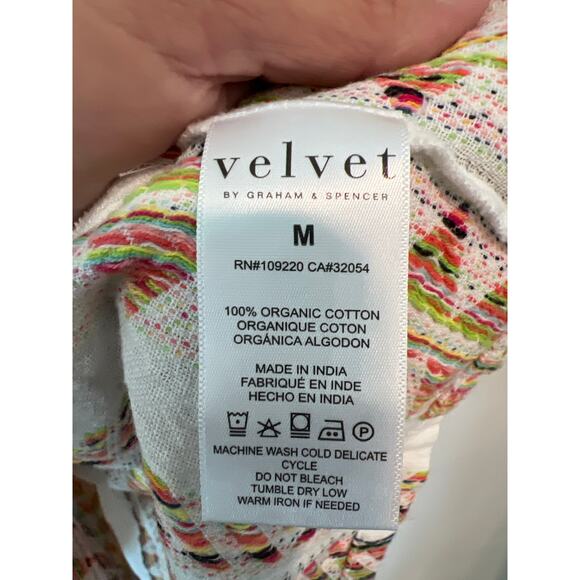 velvet
BY GRAHAM & SPENCER
M
RN#109220 CA#32054
100% ORGANIC COTTON
ORGANIQUE COTON
ORGÁNICA ALGODON
MADE IN INDIA
FABRIQUÉ EN INDE
HECHO EN INDIA
P
MACHINE WASH COLD DELICATE
CYCLE
DO NOT BLEACH
TUMBLE DRY LOW
WARM IRON IF NEEDED